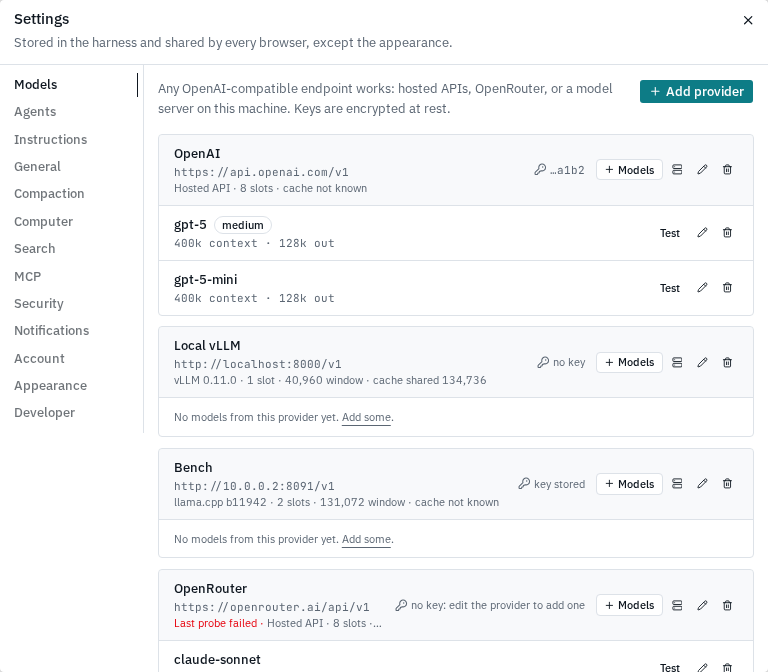 Settings
Stored in the harness and shared by every browser, except the appearance.
Models
Agents
Instructions
General
Compaction
Computer
Search
MCP
Security
Notifications
Account
Appearance
Developer
Any OpenAI-compatible endpoint works: hosted APIs, OpenRouter, or a model
server on this machine. Keys are encrypted at rest.
+ Add provider
OpenAI
https://api.openai.com/v1
Hosted API · 8 slots · cache not known
…a1b2
+ Models
gpt-5 medium
400k context · 128k out
Test
gpt-5-mini
400k context · 128k out
Test
Local vLLM
http://localhost:8000/v1
vLLM 0.11.0 · 1 slot · 40,960 window · cache shared 134,736
no key
+ Models
No models from this provider yet. Add some.
Bench
http://10.0.0.2:8091/v1
llama.cpp b11942 · 2 slots · 131,072 window · cache not known
key stored
+ Models
No models from this provider yet. Add some.
OpenRouter
https://openrouter.ai/api/v1
Last probe failed · Hosted API · 8 slots ·…
no key: edit the provider to add one
+ Models
claude-sonnet
Test